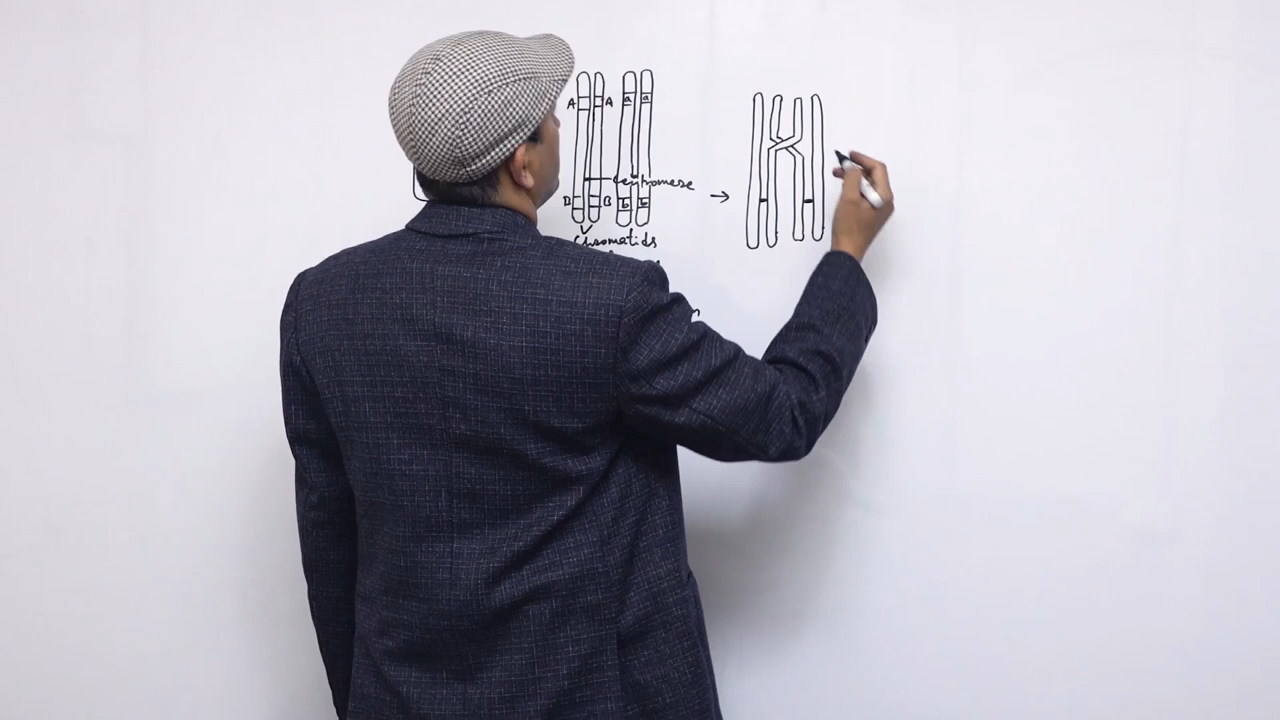 A A a a
Centromere
B B b b
→
Chromatids